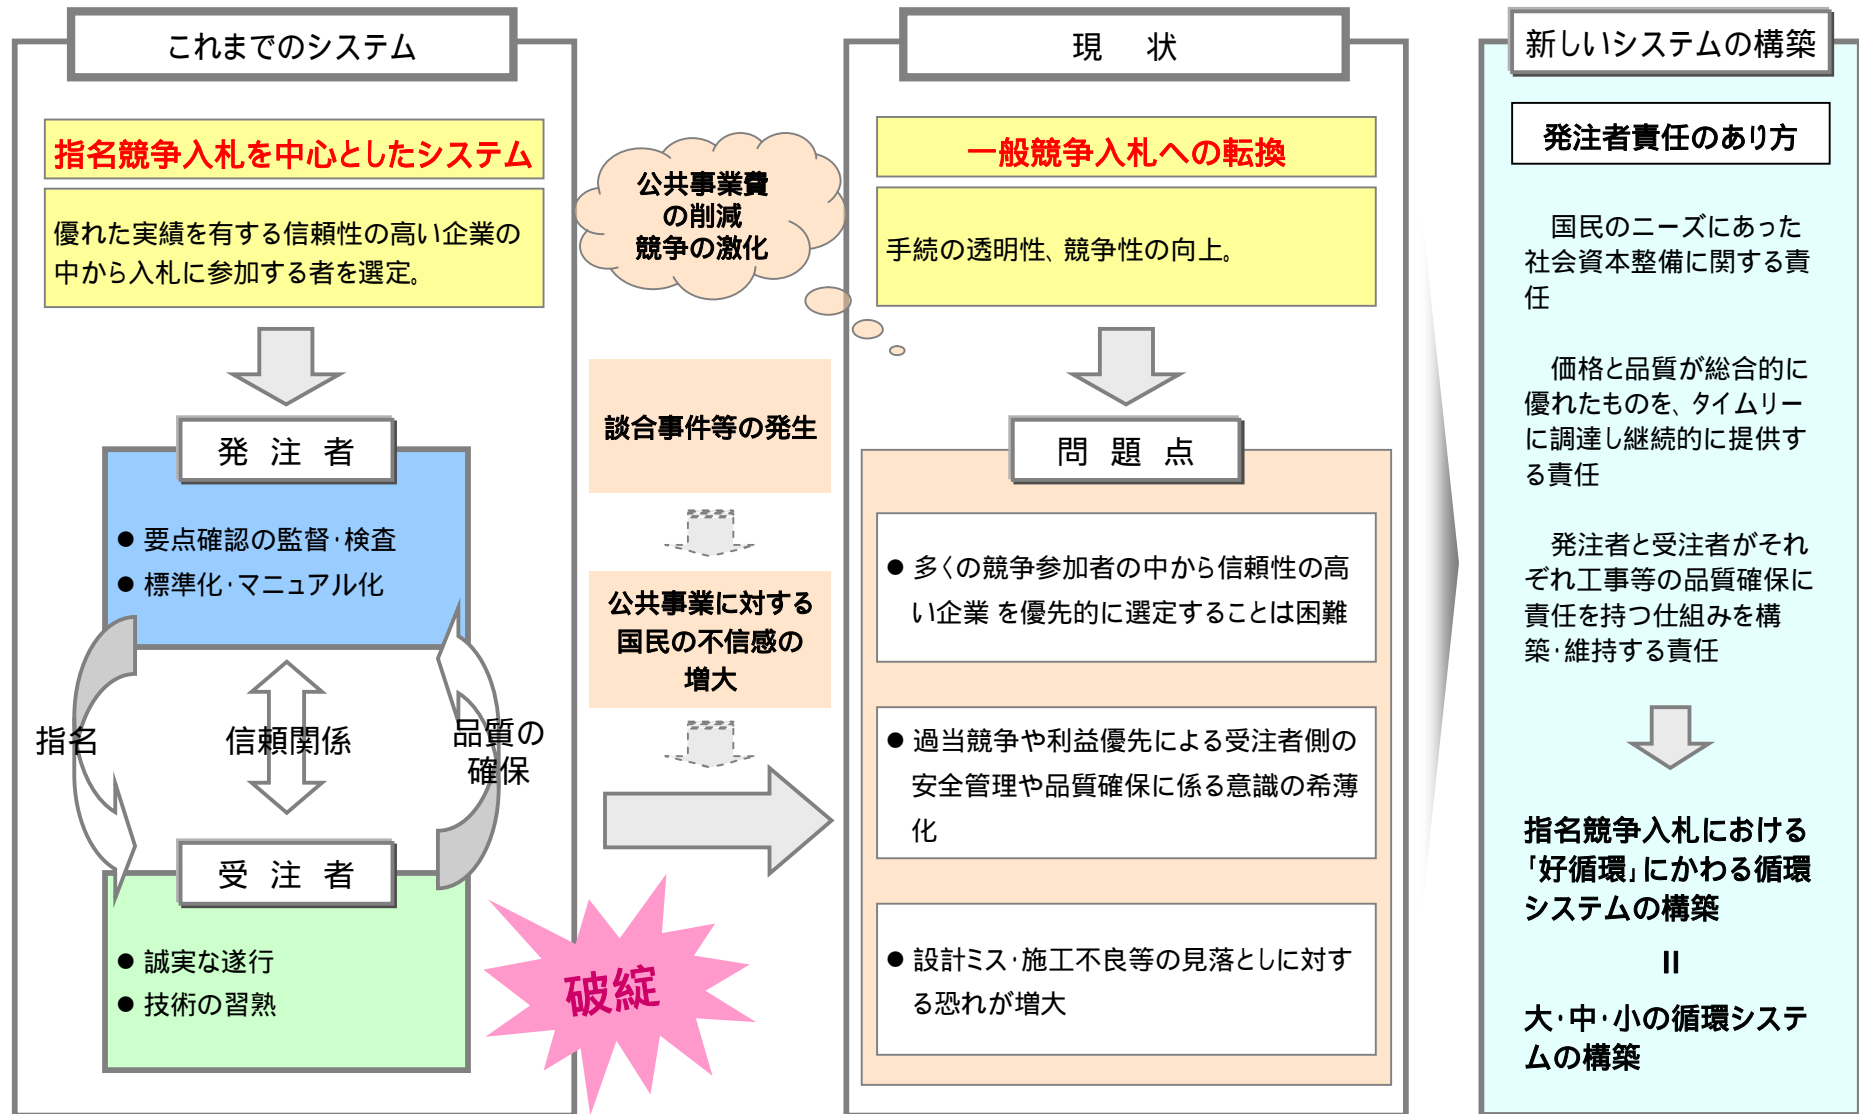 これまでのシステム
指名競争入札を中心としたシステム
優れた実績を有する信頼性の高い企業の
中から入札に参加する者を選定。
発 注 者
● 要点確認の監督・検査
● 標準化・マニュアル化
指名
信頼関係
品質の
確保
受 注 者
● 誠実な遂行
● 技術の習熟
公共事業費
の削減
競争の激化
談合事件等の発生
公共事業に対する
国民の不信感の
増大
破綻
現 状
一般競争入札への転換
手続の透明性、競争性の向上。
問 題 点
● 多くの競争参加者の中から信頼性の高
い企業 を優先的に選定することは困難
● 過当競争や利益優先による受注者側の
安全管理や品質確保に係る意識の希薄
化
● 設計ミス・施工不良等の見落としに対す
る恐れが増大
新しいシステムの構築
発注者責任のあり方
国民のニーズにあった
社会資本整備に関する責
任
価格と品質が総合的に
優れたものを、タイムリー
に調達し継続的に提供す
る責任
発注者と受注者がそれ
ぞれ工事等の品質確保に
責任を持つ仕組みを構
築・維持する責任
指名競争入札における
「好循環」にかわる循環
システムの構築
=
大・中・小の循環システ
ムの構築